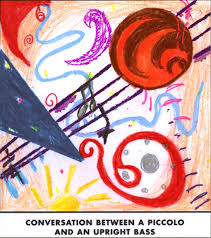 CONVERSATION BETWEEN A PICCOLO
AND AN UPRIGHT BASS